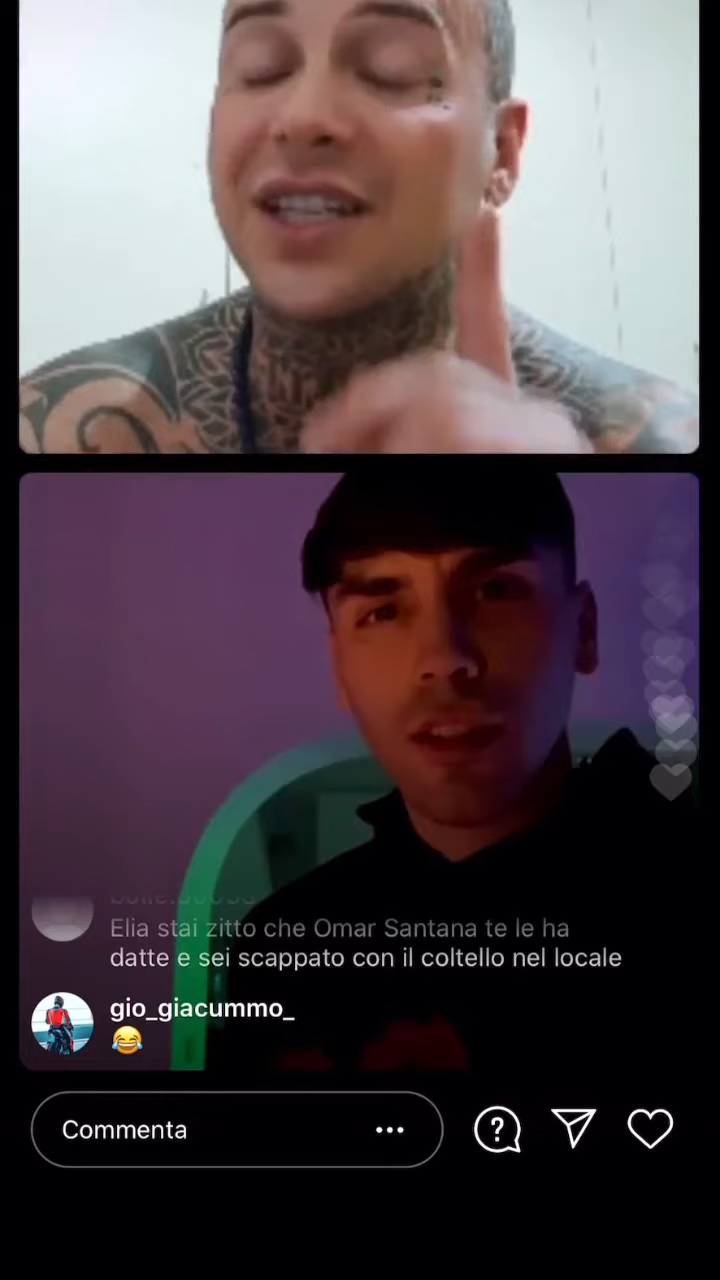 Elia stai zitto che Omar Santana te le ha
datte e sei scappato con il coltello nel locale
gio_giacummo_
😂
Commenta